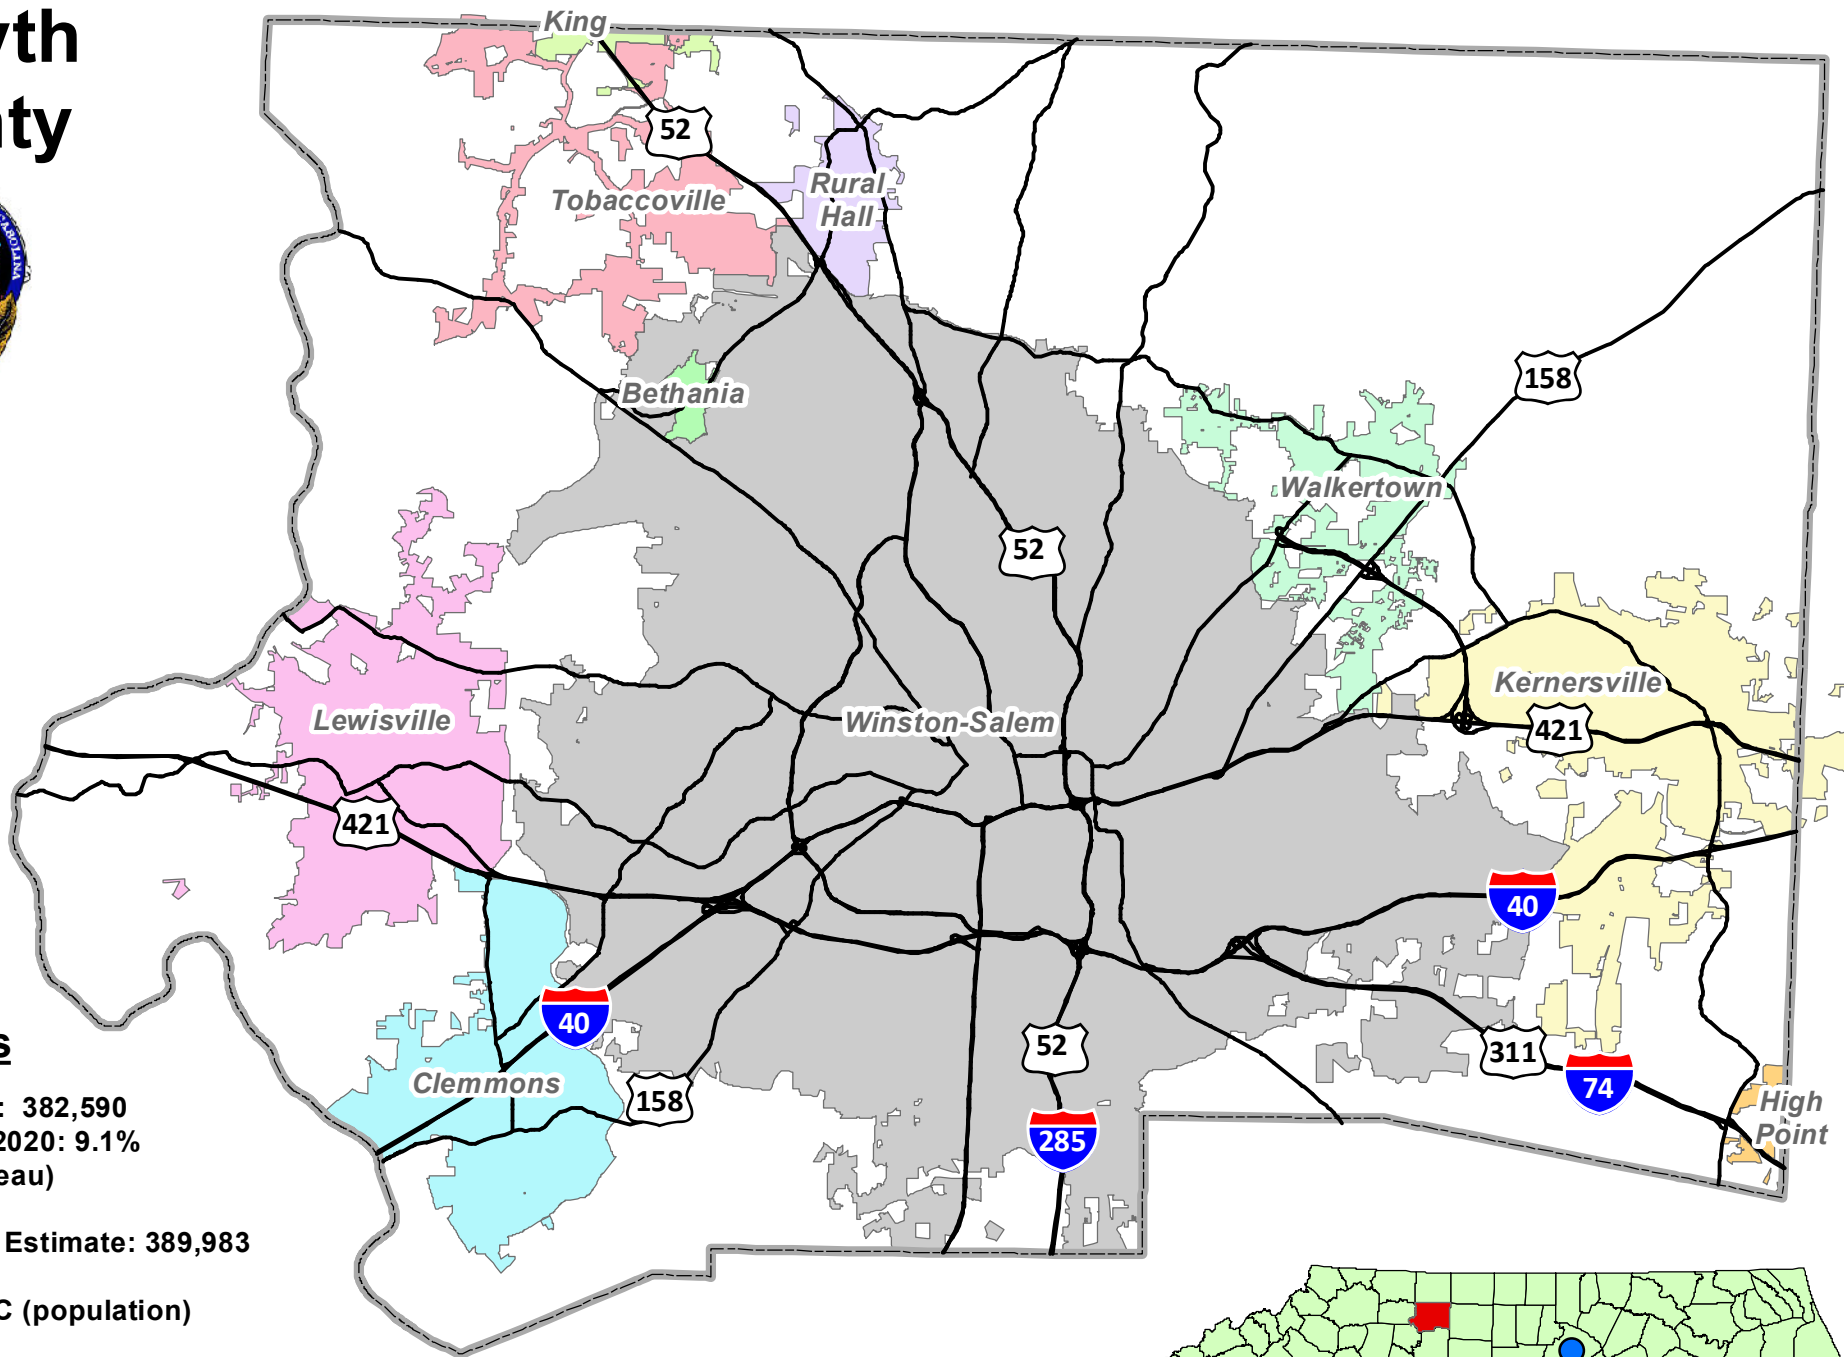 yth
nty
King
52
Tobaccoville
Rural
Hall
Bethania
158
Walkertown
52
Kernersville
Lewisville
Winston-Salem
421
421
40
40
52
311
74
Clemmons
158
High
Point
285
s
: 382,590
2020: 9.1%
eau)
Estimate: 389,983
C (population)